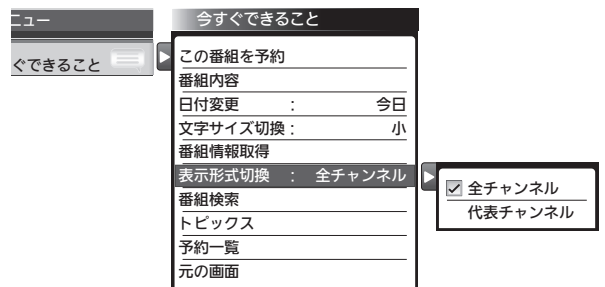 ニュー
ぐできること
今すぐできること
この番組を予約
番組内容
日付変更 : 今日
文字サイズ切換 : 小
番組情報取得
表示形式切換 : 全チャンネル
番組検索
トピックス
予約一覧
元の画面
全チャンネル
代表チャンネル